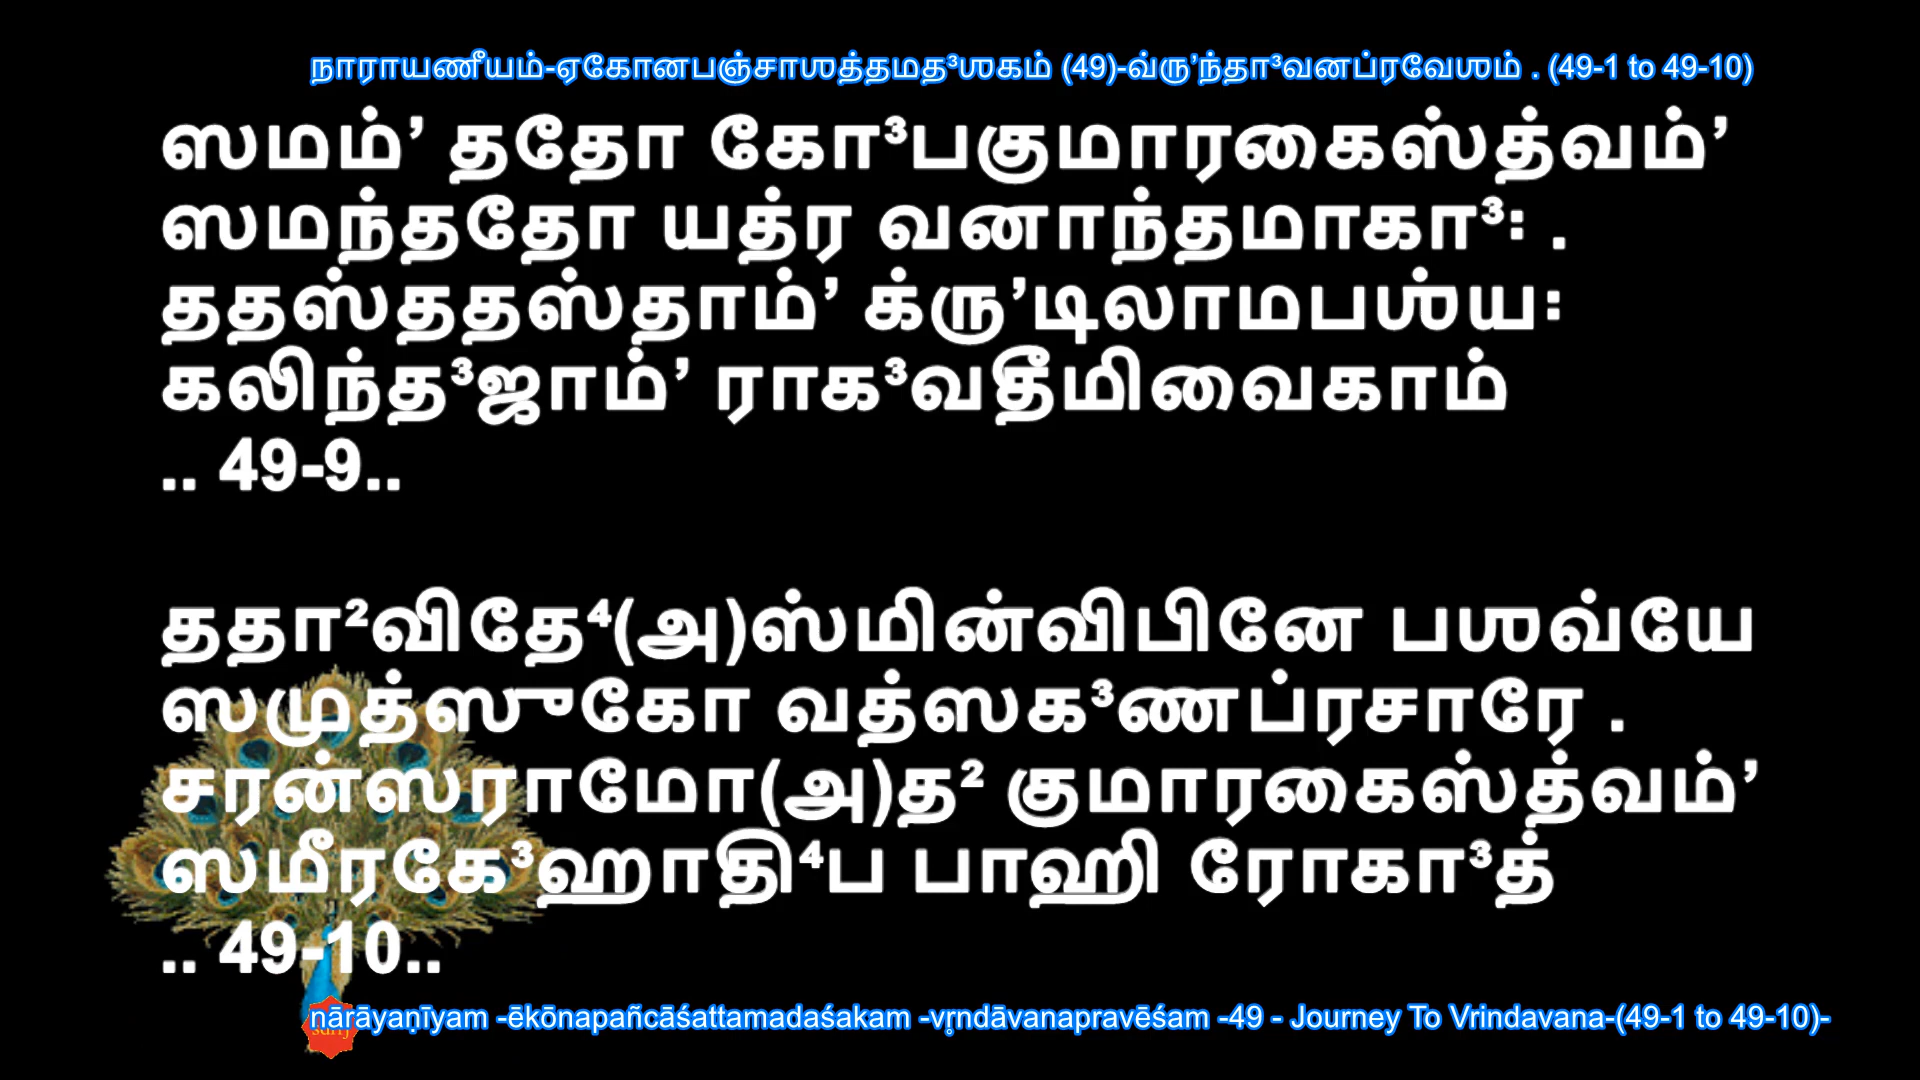 நாராயணீயம்-ஏகோனபஞ்சாஶத்தமத³ஶகம் (49)-வ்ரு’ந்தா³வனப்ரவேஶம் . (49-1 to 49-10)
ஸமம்’ ததோ கோ³பகுமாரகைஸ்த்வம்’
ஸமந்ததோ யத்ர வனாந்தமாகா³꞉ .
ததஸ்ததஸ்தாம்’ க்ரு’டிலாமபஶ்ய꞉
கலிந்த³ஜாம்’ ராக³வதீமிவைகாம்
.. 49-9..
ததா²விதே⁴(அ)ஸ்மின்விபினே பஶவ்யே
ஸமுத்ஸுகோ வத்ஸக³ணப்ரசாரே .
சரன்ஸராமோ(அ)த² குமாரகைஸ்த்வம்’
ஸமீரகே³ஹாதி⁴ப பாஹி ரோகா³த்
.. 49-10..
nārāyaṇīyam -ēkōnapañcāśattamadaśakam -vr̥ndāvanapravēśam -49 - Journey To Vrindavana-(49-1 to 49-10)-